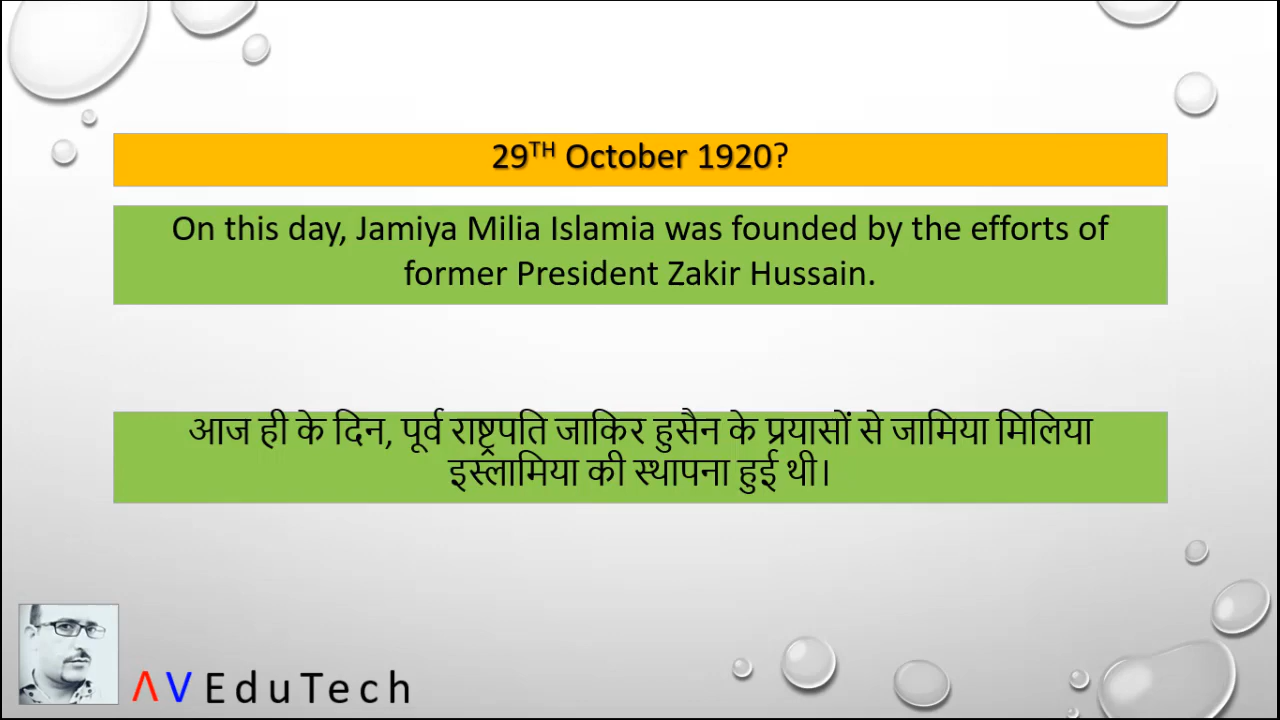 29TH October 1920?
On this day, Jamiya Milia Islamia was founded by the efforts of
former President Zakir Hussain.
आज ही के दिन, पूर्व राष्ट्रपति जाकिर हुसैन के प्रयासों से जामिया मिलिया
इस्लामिया की स्थापना हुई थी।
ΛV EduTech